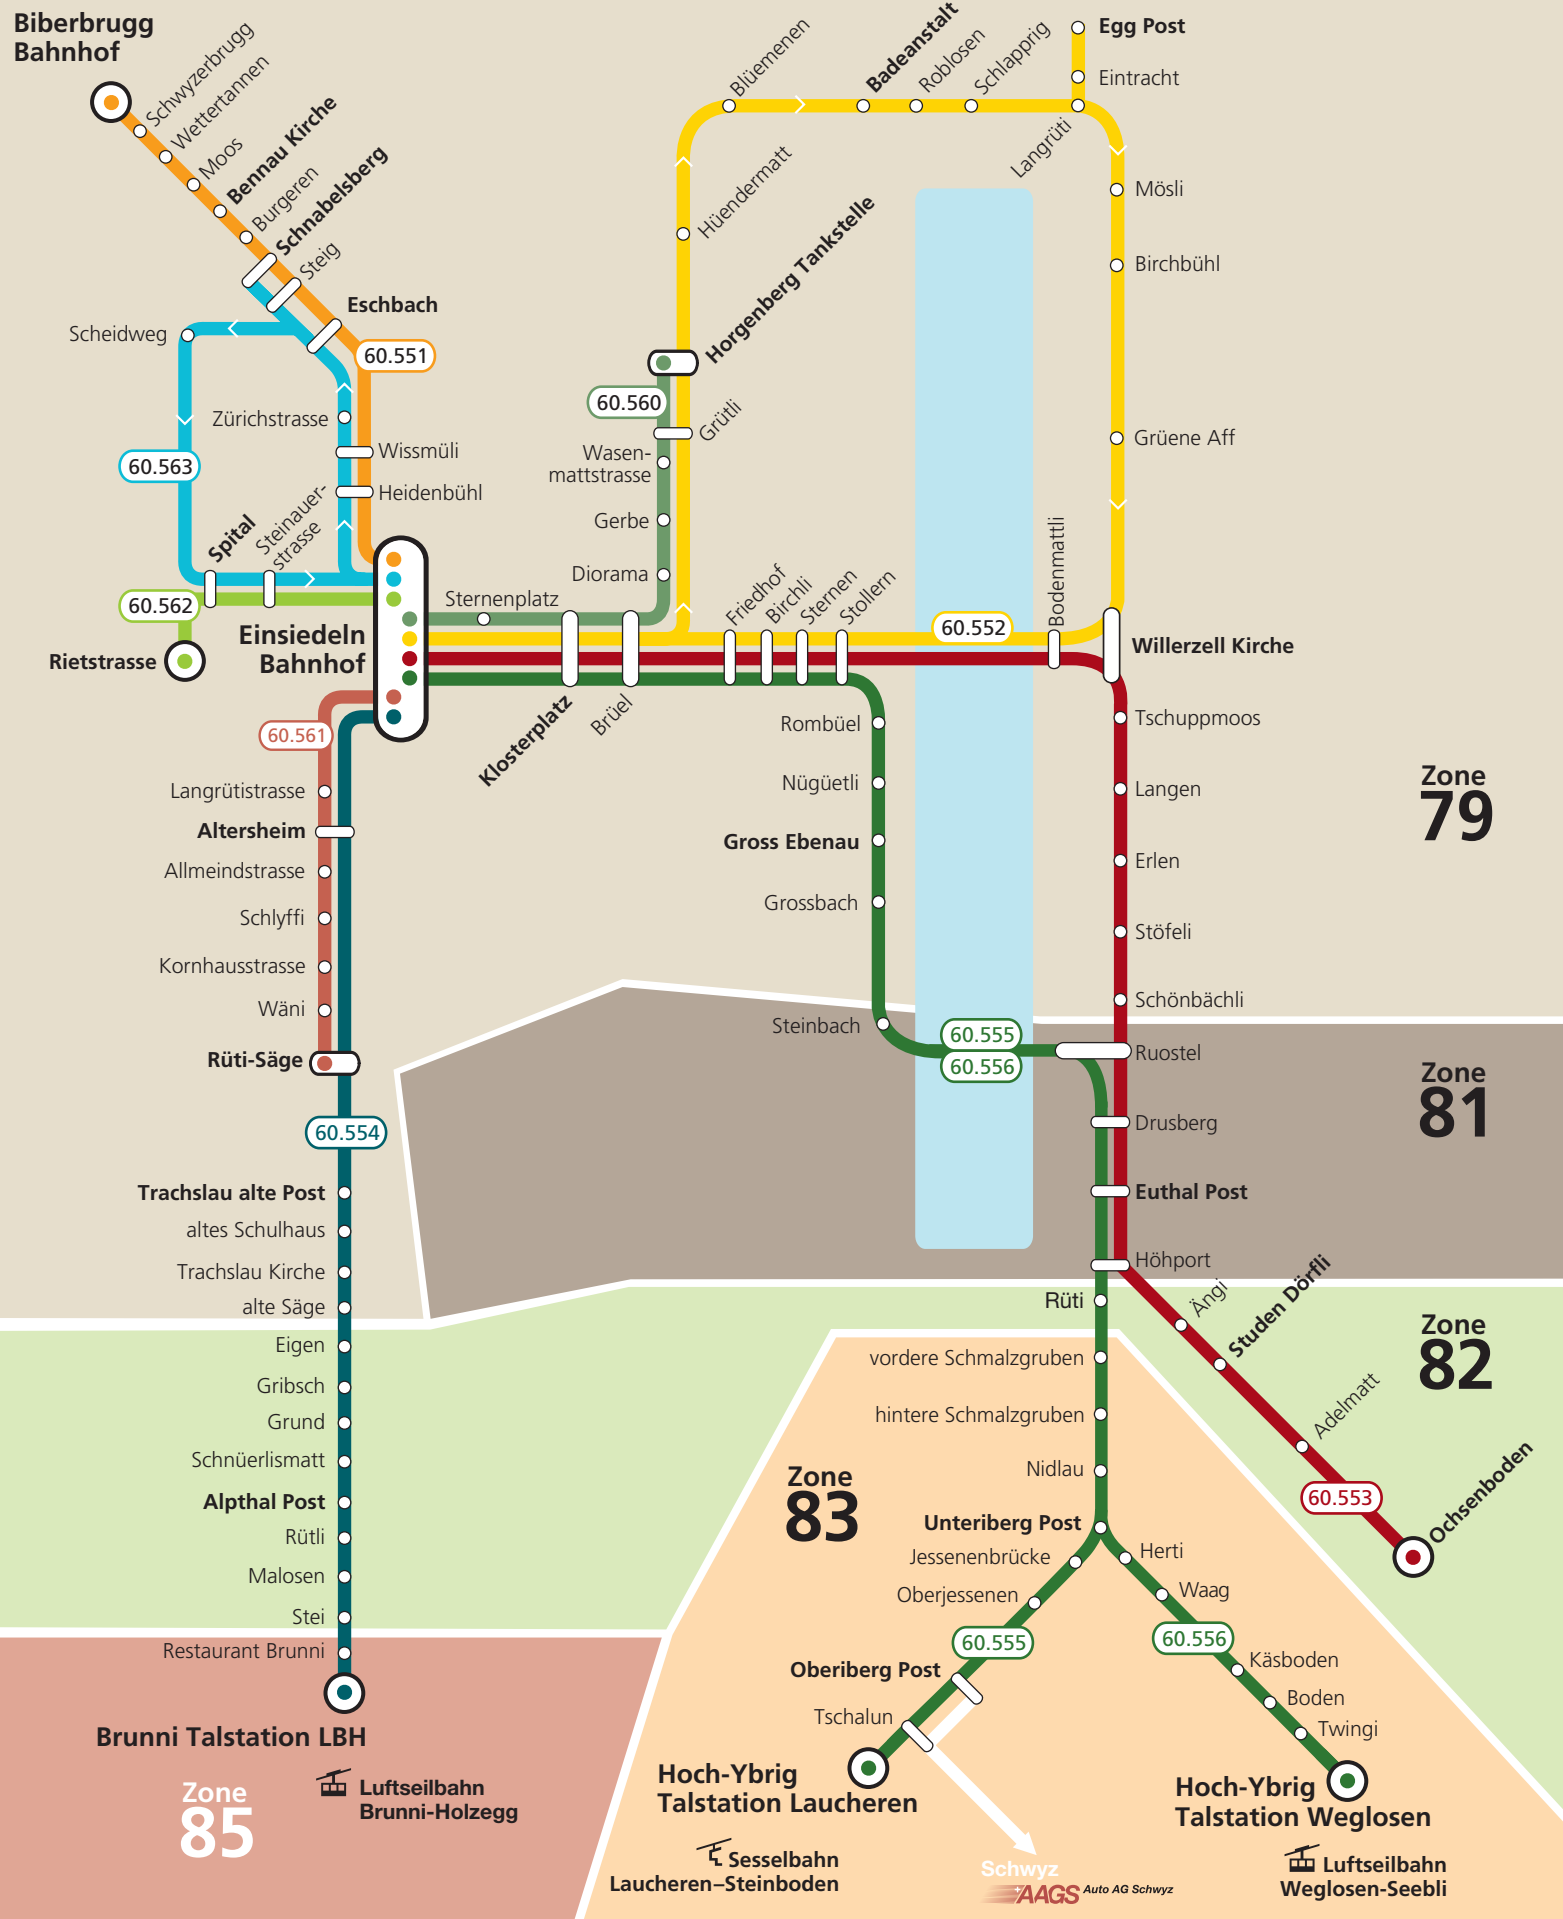 Biberbrugg
Bahnhof
Schwyzerbrugg
Wettertannen
Moos
Bennau Kirche
Burgeren
Schnabelsberg
Steig
Eschbach
60.551
Scheidweg
Zürichstrasse
Wissmüli
Heidenbühl
60.563
Spital
Steinauer-
strasse
60.562
Rietstrasse
Einsiedeln
Bahnhof
Blüemenen
Badeanstalt
Roblosen
Schlapprig
Egg Post
Eintracht
Langrüti
Hüendermatt
Horgenberg Tankstelle
Mösli
Birchbühl
Grüene Aff
60.560
Grütli
Wasen-
mattstrasse
Gerbe
Diorama
Sternenplatz
Klosterplatz
Brüel
Friedhof
Birchli
Sternen
Stollern
60.552
Bodenmattli
Willerzell Kirche
60.561
Langrütistrasse
Altersheim
Allmeindstrasse
Schlyffi
Kornhausstrasse
Wäni
Rüti-Säge
60.554
Trachslau alte Post
altes Schulhaus
Trachslau Kirche
alte Säge
Eigen
Gribsch
Grund
Schnüerlismatt
Alpthal Post
Rütli
Malosen
Stei
Restaurant Brunni
Brunni Talstation LBH
Luftseilbahn
Brunni-Holzegg
Zone
85
Rombüel
Nügüetli
Gross Ebenau
Grossbach
Steinbach
60.555
60.556
Tschuppmoos
Langen
Erlen
Stöfeli
Schönbächli
Ruostel
Drusberg
Euthal Post
Höhport
Zone
79
Zone
81
Zone
82
Ängi
Studen Dörfli
Adelmatt
60.553
Ochsenboden
Rüti
vordere Schmalzgruben
hintere Schmalzgruben
Nidlau
Zone
83
Unteriberg Post
Jessenenbrücke
Oberjessenen
60.555
Oberiberg Post
Tschalun
Hoch-Ybrig
Talstation Laucheren
Sesselbahn
Laucheren–Steinboden
Herti
Waag
60.556
Käsboden
Boden
Twingi
Hoch-Ybrig
Talstation Weglosen
Luftseilbahn
Weglosen-Seebli
Schwyz
AAGS Auto AG Schwyz